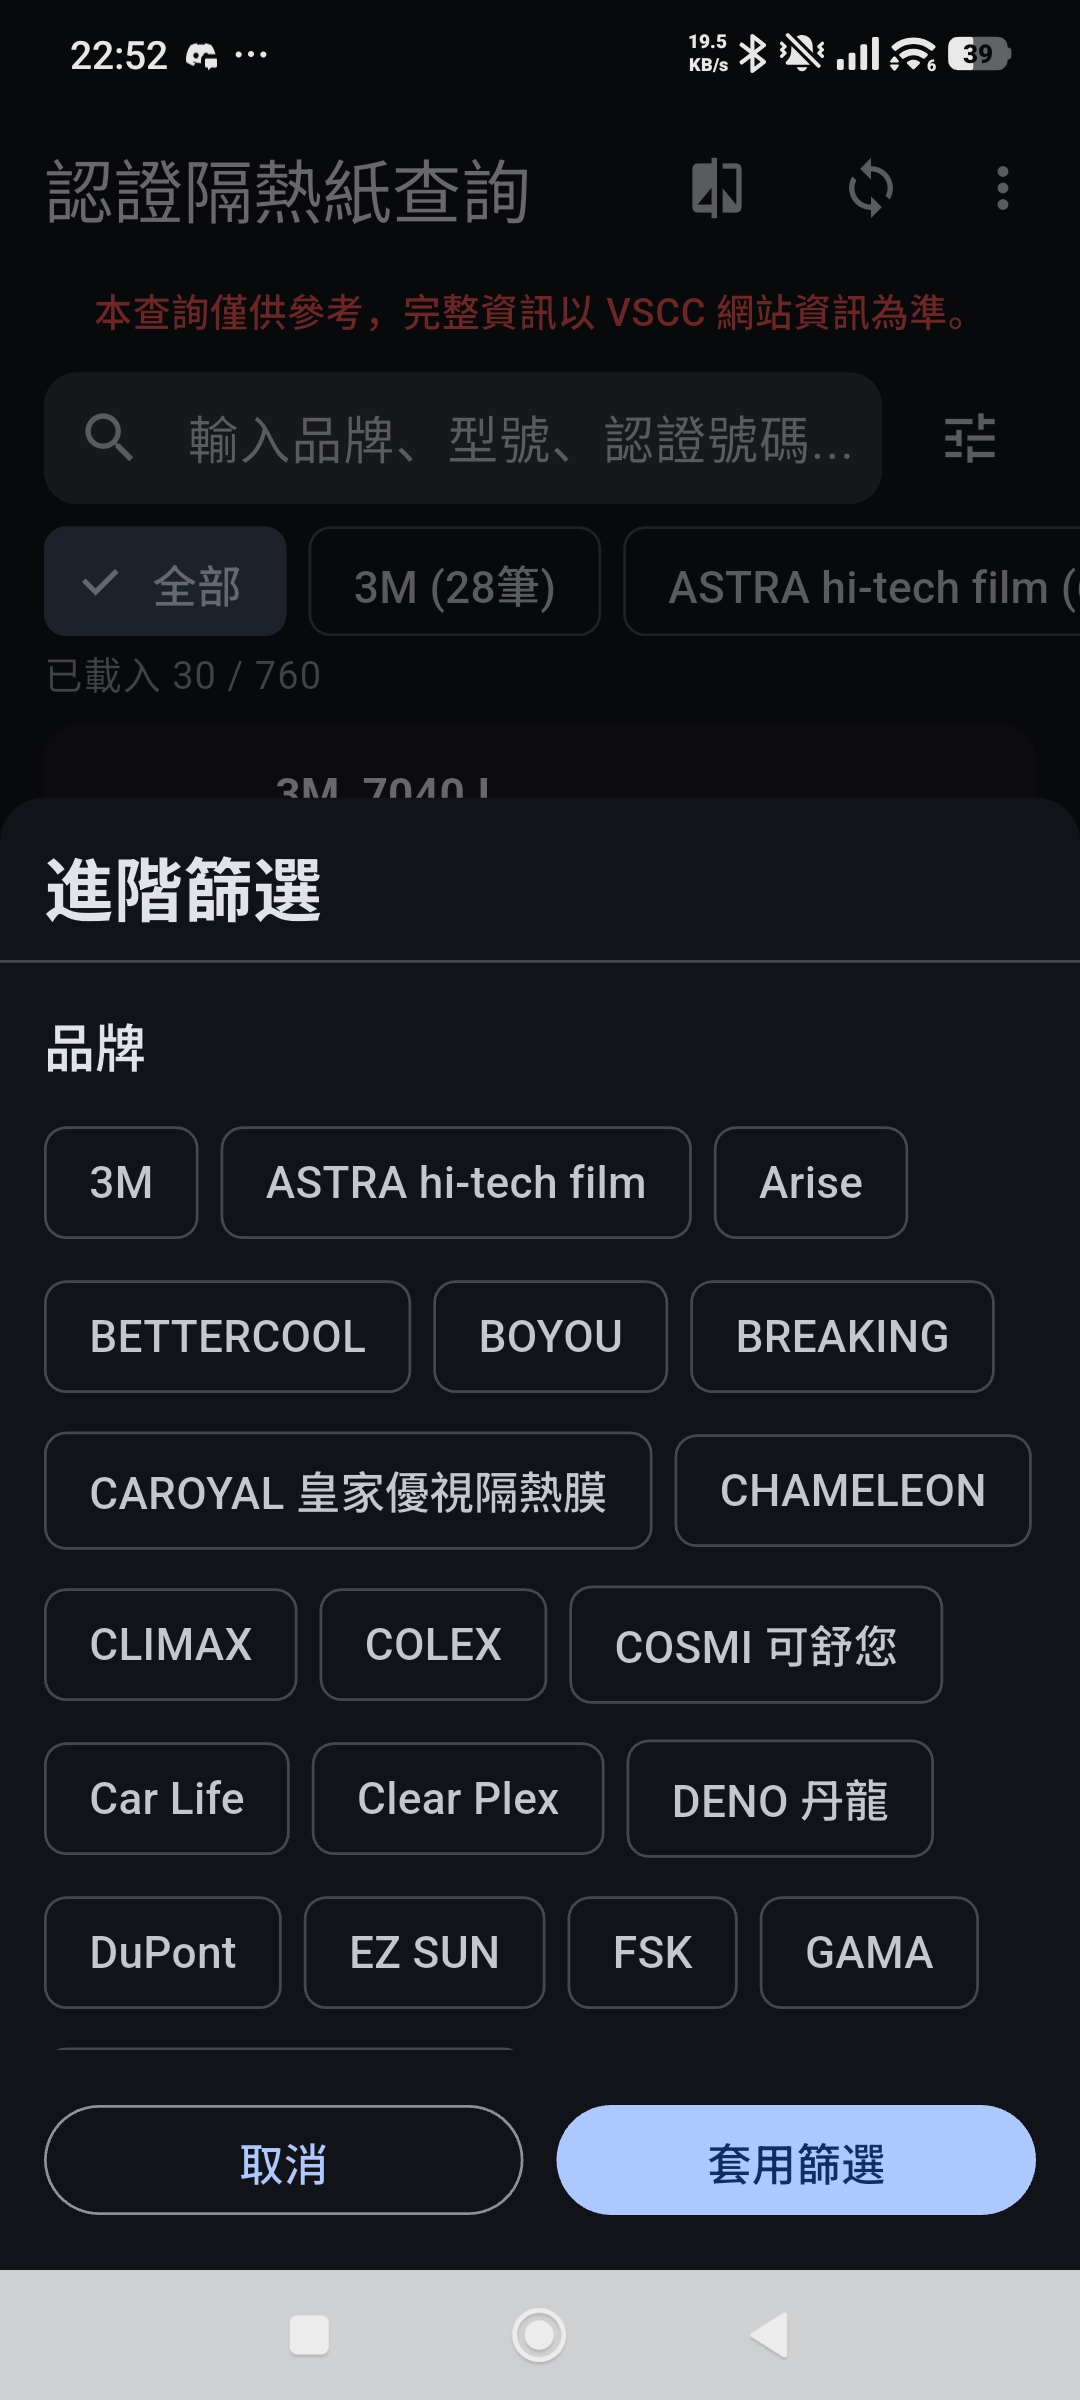 22:52
19.5
KB/s
6
39
認證隔熱紙查詢
本查詢僅供參考，完整資訊以 VSCC 網站資訊為準。
輸入品牌、型號、認證號碼...
全部
3M (28筆)
ASTRA hi-tech film (
已載入 30 / 760
3M 7040 L
進階篩選
品牌
3M
ASTRA hi-tech film
Arise
BETTERCOOL
BOYOU
BREAKING
CAROYAL 皇家優視隔熱膜
CHAMELEON
CLIMAX
COLEX
COSMI 可舒您
Car Life
Clear Plex
DENO 丹龍
DuPont
EZ SUN
FSK
GAMA
取消
套用篩選